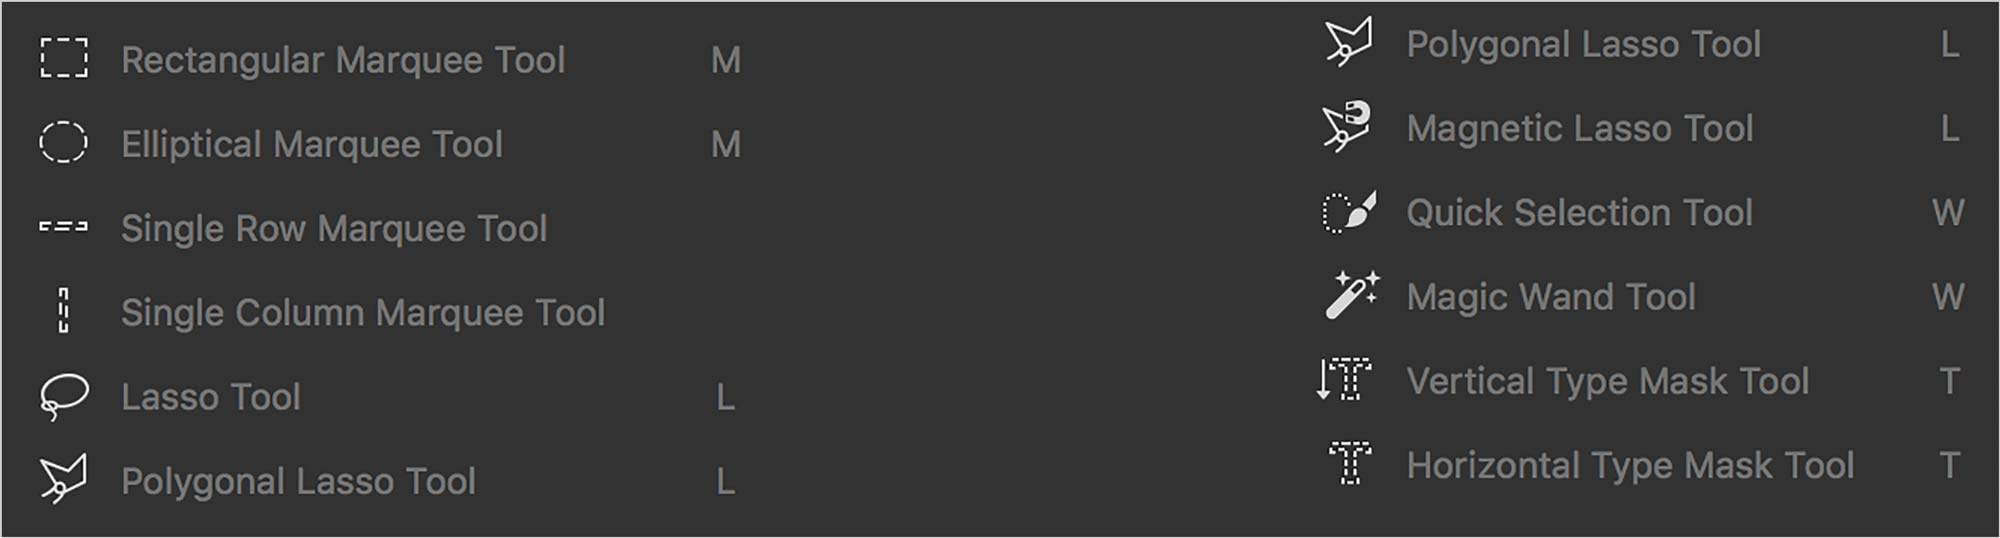 Rectangular Marquee Tool M
Elliptical Marquee Tool M
Single Row Marquee Tool
Single Column Marquee Tool
Lasso Tool L
Polygonal Lasso Tool L
Polygonal Lasso Tool L
Magnetic Lasso Tool L
Quick Selection Tool W
Magic Wand Tool W
Vertical Type Mask Tool T
Horizontal Type Mask Tool T